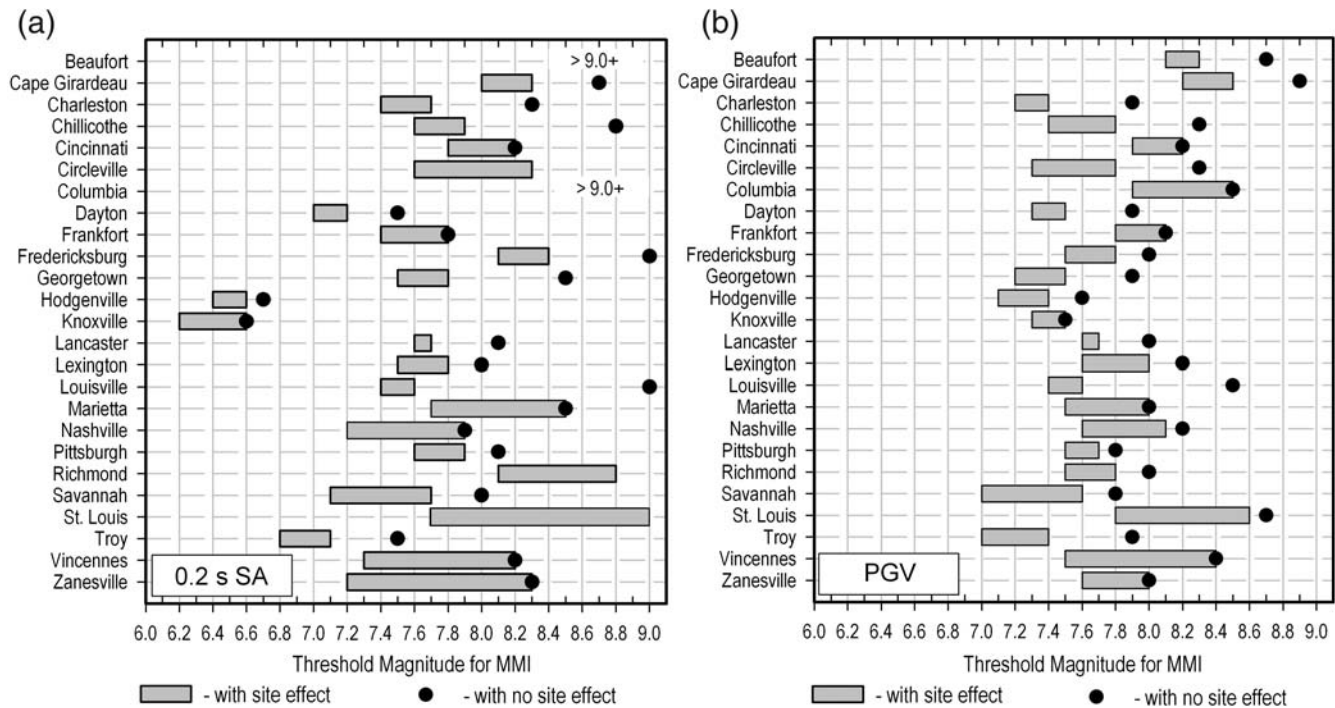 (a)
Beaufort
> 9.0+
Cape Girardeau
Charleston
Chillicothe
Cincinnati
Circleville
Columbia
> 9.0+
Dayton
Frankfort
Fredericksburg
Georgetown
Hodgenville
Knoxville
Lancaster
Lexington
Louisville
Marietta
Nashville
Pittsburgh
Richmond
Savannah
St. Louis
Troy
Vincennes
Zanesville
0.2 s SA
6.0 6.2 6.4 6.6 6.8 7.0 7.2 7.4 7.6 7.8 8.0 8.2 8.4 8.6 8.8 9.0
Threshold Magnitude for MMI
- with site effect
- with no site effect
(b)
Beaufort
Cape Girardeau
Charleston
Chillicothe
Cincinnati
Circleville
Columbia
Dayton
Frankfort
Fredericksburg
Georgetown
Hodgenville
Knoxville
Lancaster
Lexington
Louisville
Marietta
Nashville
Pittsburgh
Richmond
Savannah
St. Louis
Troy
Vincennes
Zanesville
PGV
6.0 6.2 6.4 6.6 6.8 7.0 7.2 7.4 7.6 7.8 8.0 8.2 8.4 8.6 8.8 9.0
Threshold Magnitude for MMI
- with site effect
- with no site effect